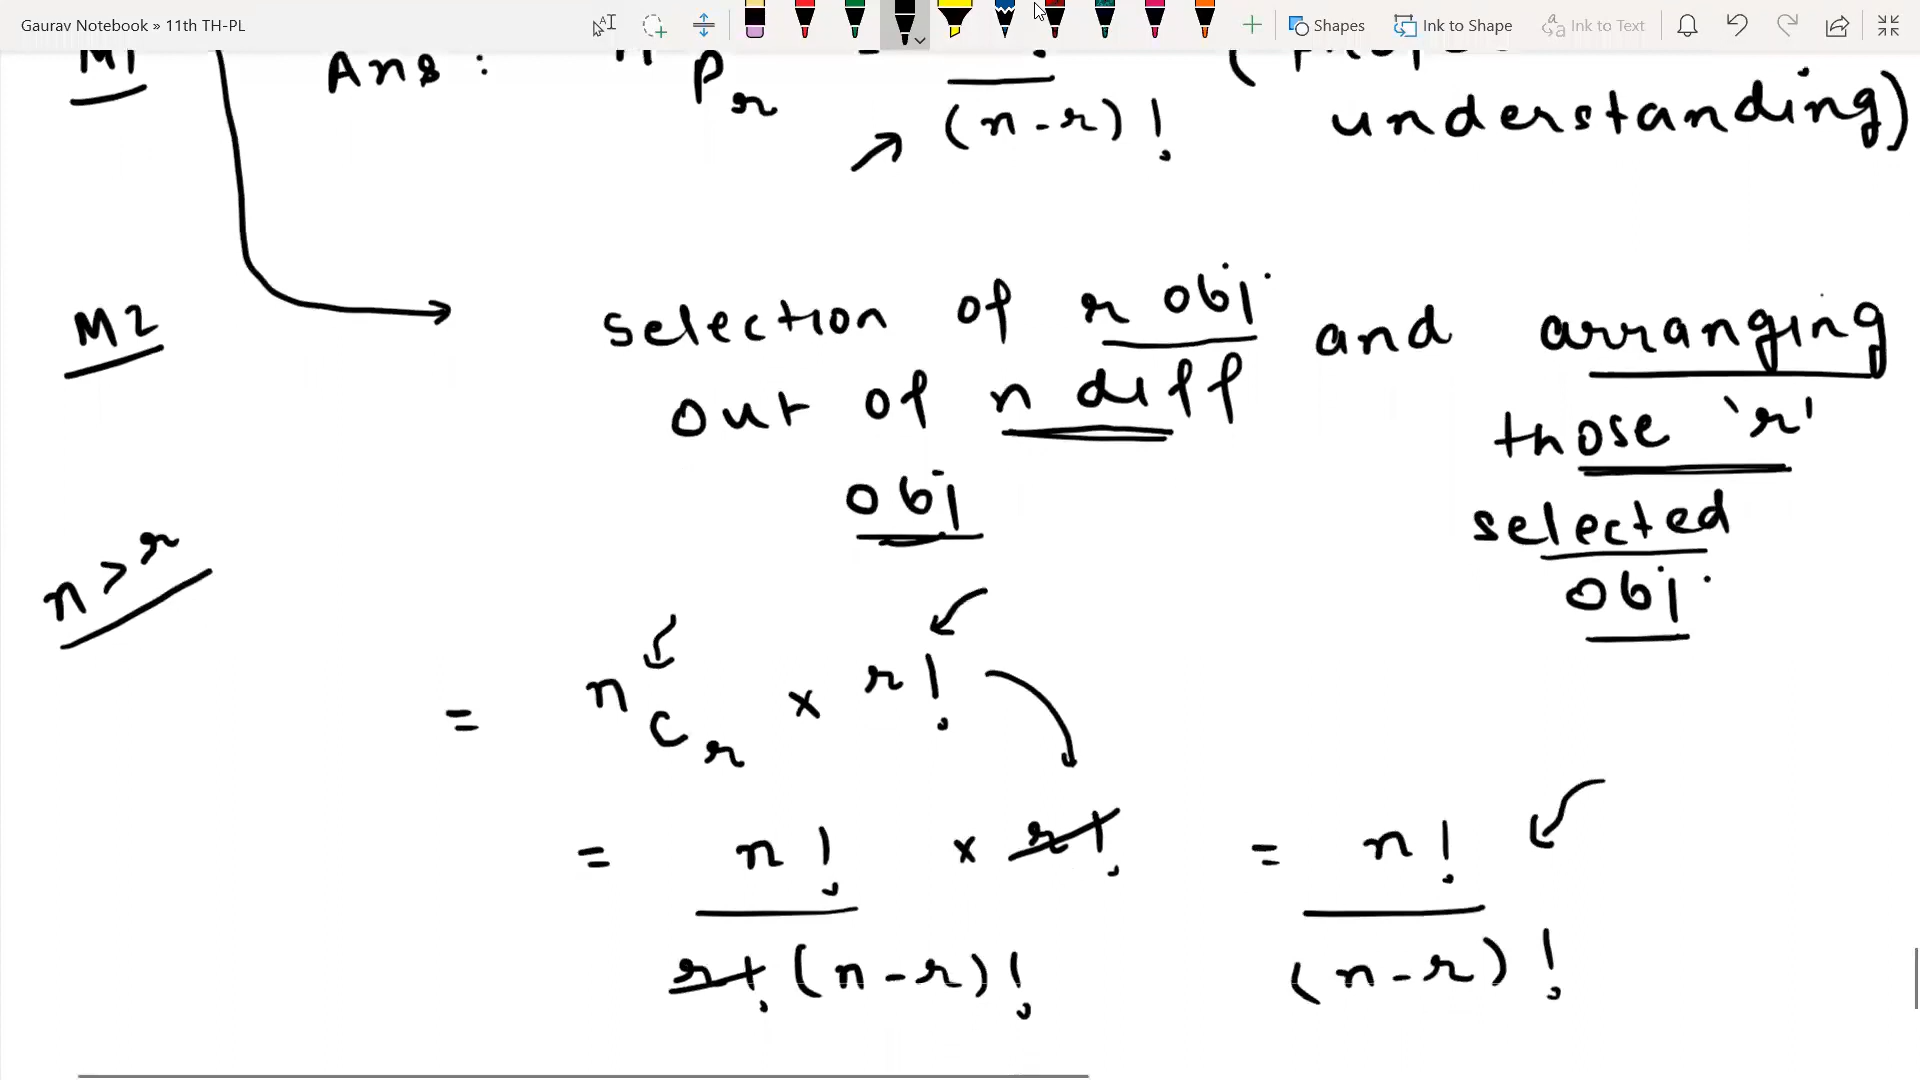 Gaurav Notebook » 11th TH-PL
Shapes Ink to Shape Ink to Text
M1 Ans : n P r = ! (
(n-r)! understanding)
M2 selection of r obj. and arranging
out of n diff those 'r'
obj selected
n > r obj.
= n C r × r!
= n! × r! = n!
r! (n-r)! (n-r)!